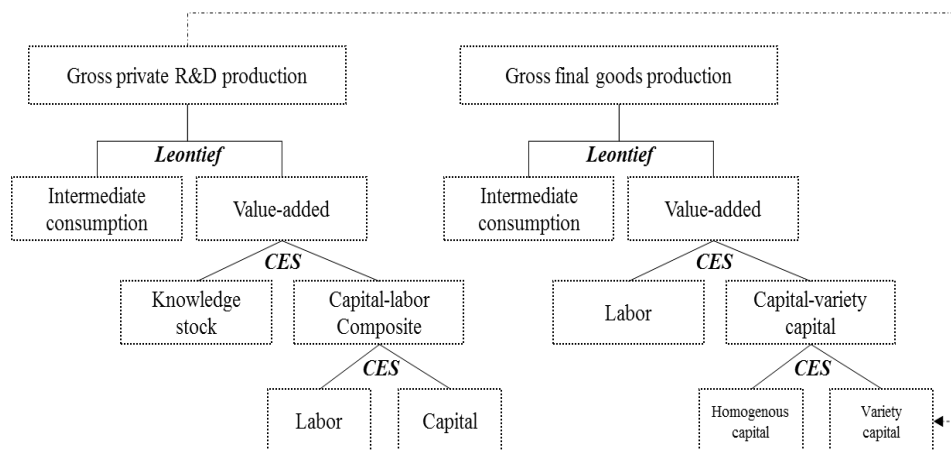 Gross private R&D production
Gross final goods production
Leontief
Leontief
Intermediate
consumption
Value-added
Intermediate
consumption
Value-added
CES
CES
Knowledge
stock
Capital-labor
Composite
Labor
Capital-variety
capital
CES
CES
Labor
Capital
Homogenous
capital
Variety
capital